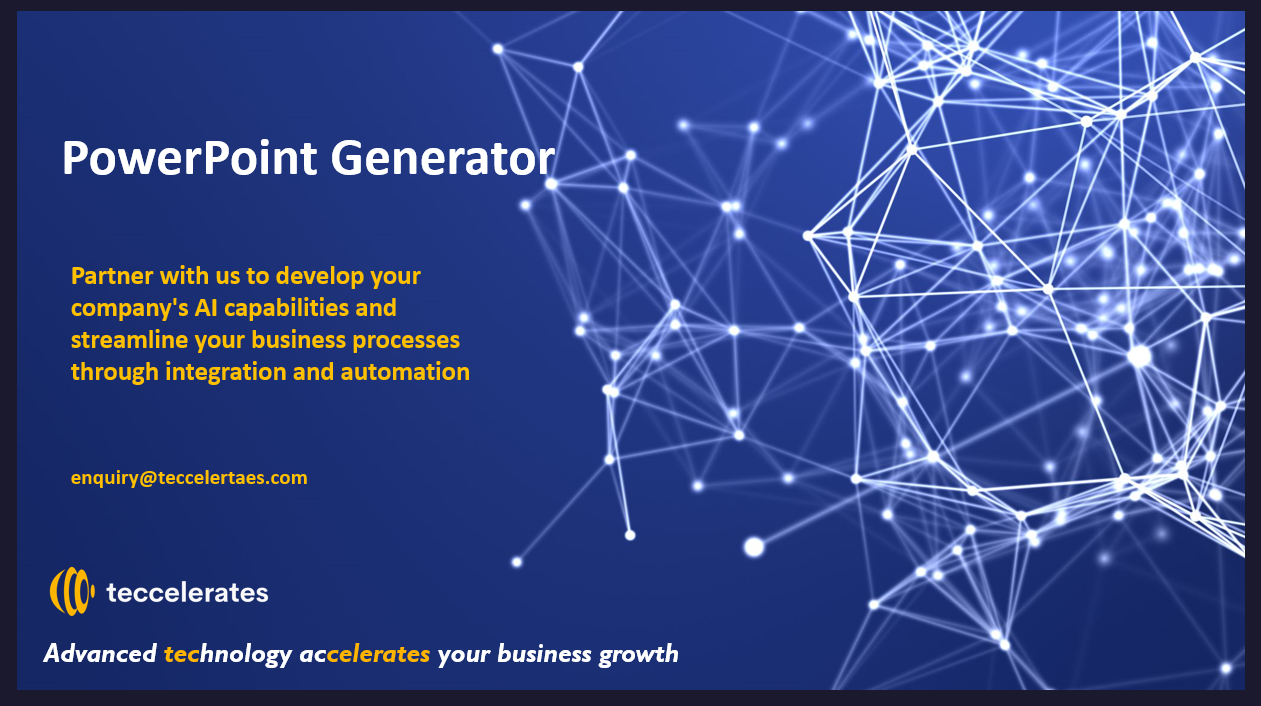 PowerPoint Generator
Partner with us to develop your
company's AI capabilities and
streamline your business processes
through integration and automation
enquiry@teccelertaes.com
teccelerates
Advanced technology accelerates your business growth